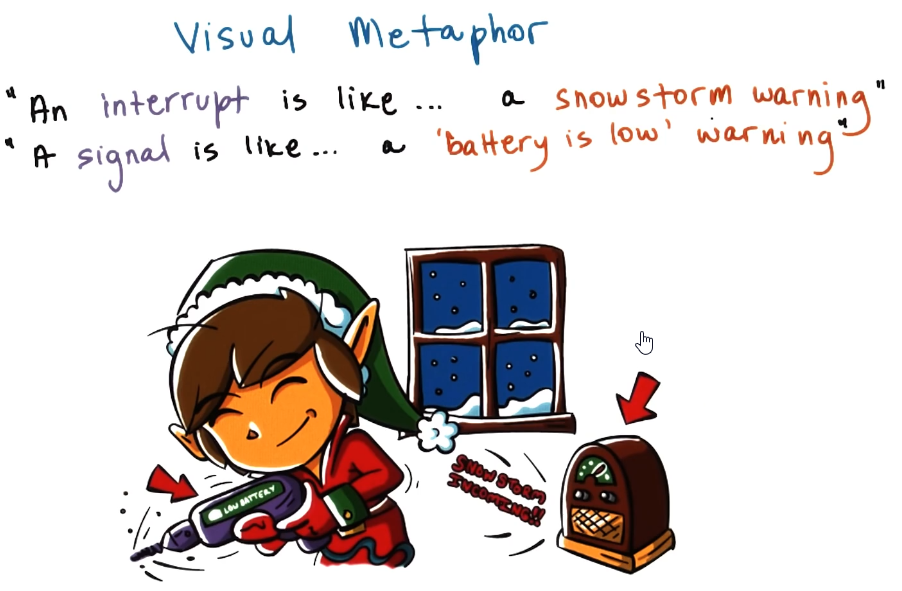 Visual Metaphor
"An interrupt is like... a snowstorm warning"
"A signal is like... a 'battery is low' warning"
SNOWSTORM
INCOMING!!
LOW BATTERY